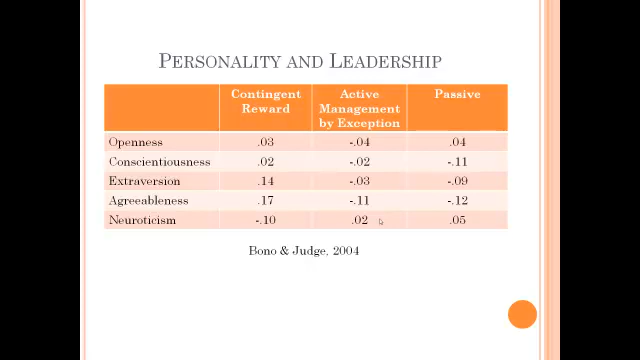 PERSONALITY AND LEADERSHIP
Contingent Reward Active Management by Exception Passive
Openness .03 -.04 .04
Conscientiousness .02 -.02 -.11
Extraversion .14 -.03 -.09
Agreeableness .17 -.11 -.12
Neuroticism -.10 .02 .05
Bono & Judge, 2004